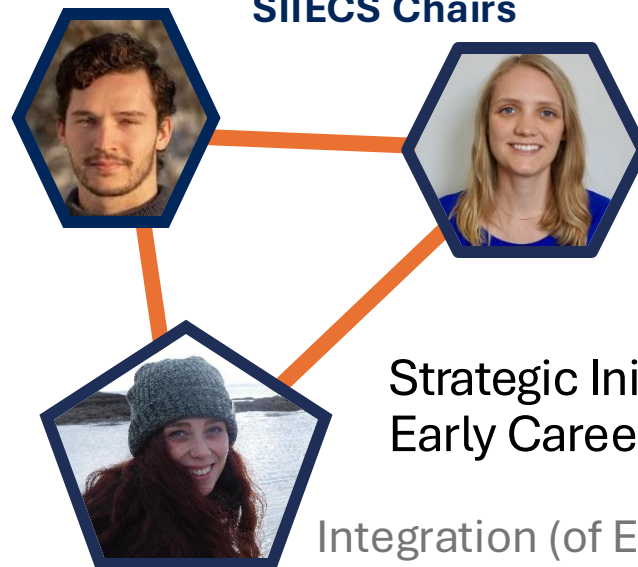 SIIECS Chairs
Strategic Ini
Early Caree
Integration (of E